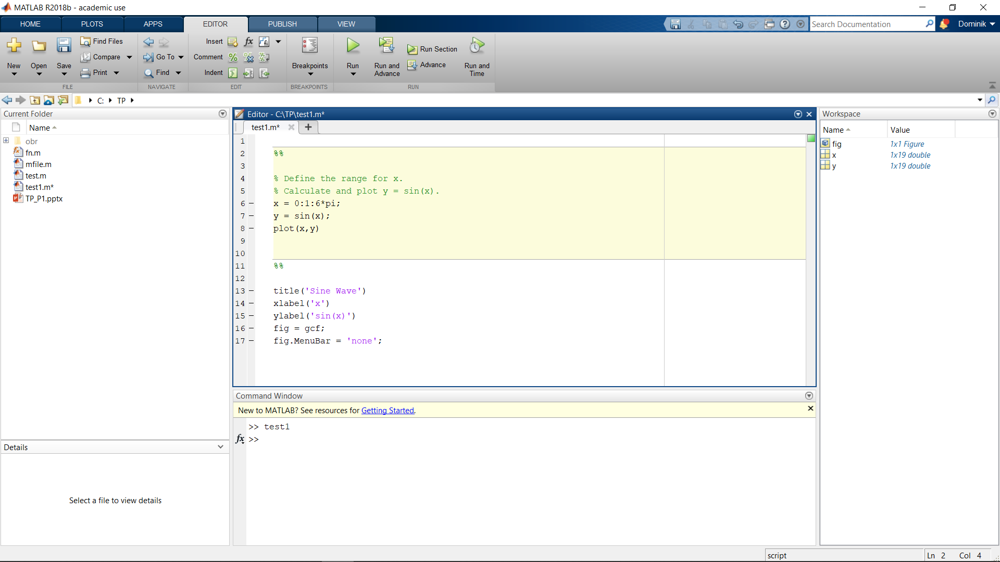 MATLAB R2018b - academic use
HOME PLOTS APPS EDITOR PUBLISH VIEW
Search Documentation
Dominik
New
Open
Save
Find Files
Compare
Print
FILE
Go To
Find
NAVIGATE
Insert
Comment
Indent
EDIT
Breakpoints
BREAKPOINTS
Run
Run and
Advance
Run Section
Advance
Run and
Time
RUN
C: TP
Current Folder
Name
obr
fn.m
mfile.m
test.m
test1.m*
TP_P1.pptx
Details
Select a file to view details
Editor - C:\TP\test1.m*
test1.m*
1
2 %%
3
4 % Define the range for x.
5 % Calculate and plot y = sin(x).
6 – x = 0:1:6*pi;
7 – y = sin(x);
8 – plot(x,y)
9
10
11 %%
12
13 – title('Sine Wave')
14 – xlabel('x')
15 – ylabel('sin(x)')
16 – fig = gcf;
17 – fig.MenuBar = 'none';
Command Window
New to MATLAB? See resources for Getting Started.
>> test1
fx >>
Workspace
Name Value
fig 1x1 Figure
x 1x19 double
y 1x19 double
script Ln 2 Col 4